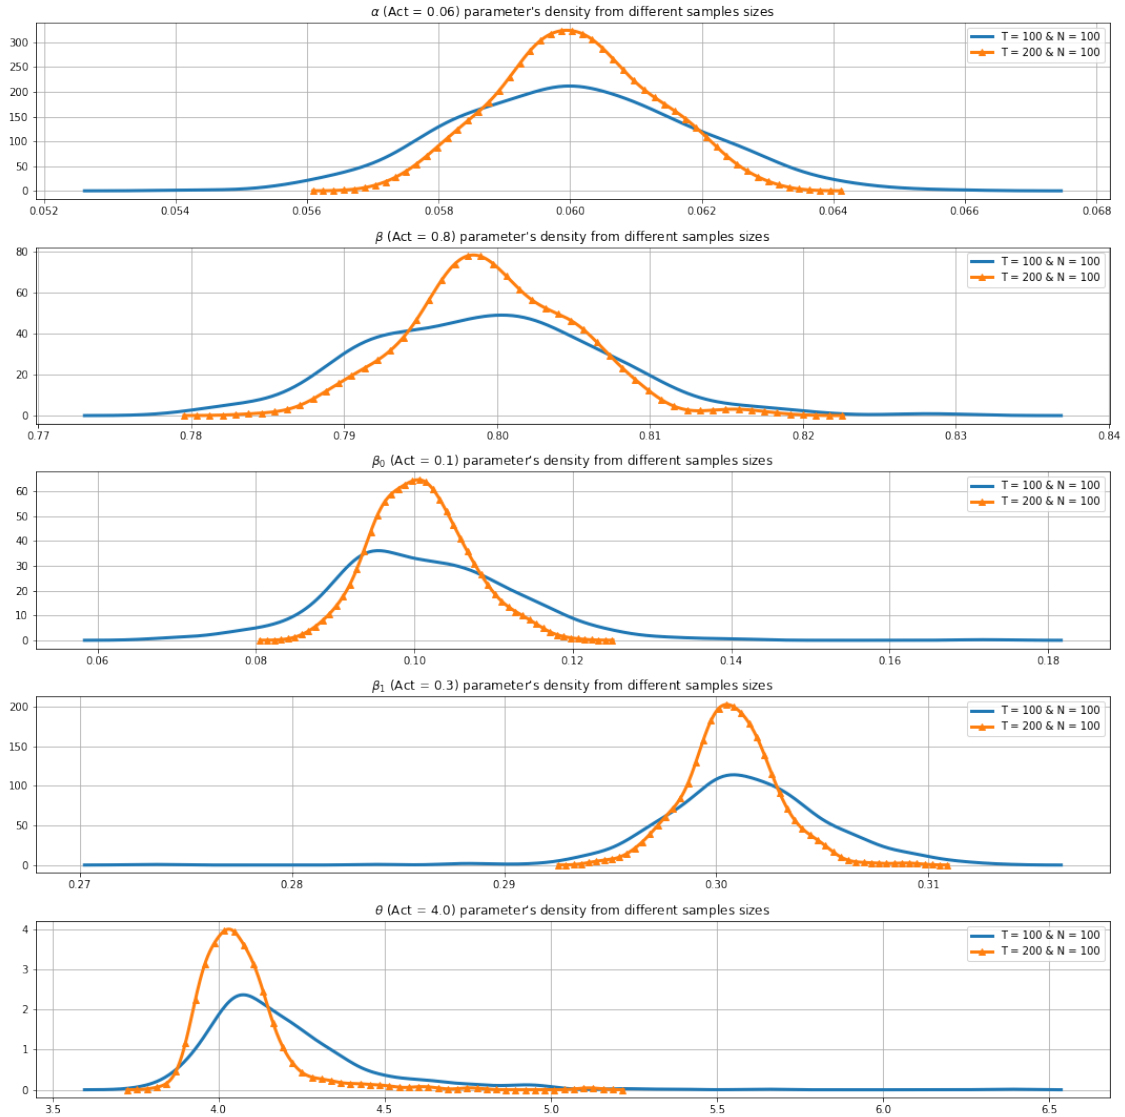 α (Act = 0.06) parameter's density from different samples sizes
300
250
200
150
100
50
0
T = 100 & N = 100
T = 200 & N = 100
0.052 0.054 0.056 0.058 0.060 0.062 0.064 0.066 0.068
β (Act = 0.8) parameter's density from different samples sizes
80
60
40
20
0
T = 100 & N = 100
T = 200 & N = 100
0.77 0.78 0.79 0.80 0.81 0.82 0.83 0.84
β₀ (Act = 0.1) parameter's density from different samples sizes
60
50
40
30
20
10
0
T = 100 & N = 100
T = 200 & N = 100
0.06 0.08 0.10 0.12 0.14 0.16 0.18
β₁ (Act = 0.3) parameter's density from different samples sizes
200
150
100
50
0
T = 100 & N = 100
T = 200 & N = 100
0.27 0.28 0.29 0.30 0.31
θ (Act = 4.0) parameter's density from different samples sizes
4
3
2
1
0
T = 100 & N = 100
T = 200 & N = 100
3.5 4.0 4.5 5.0 5.5 6.0 6.5